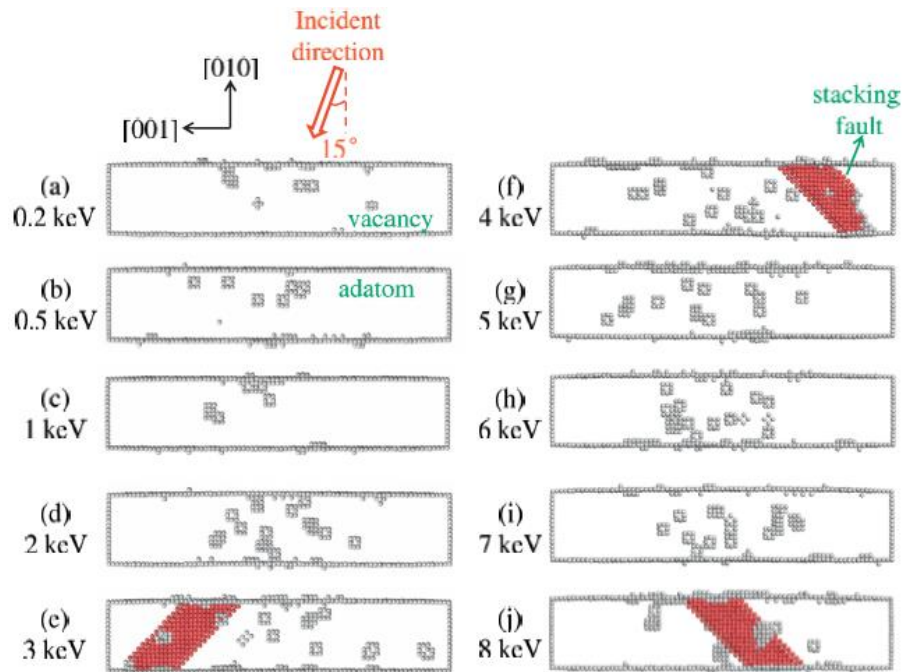 Incident
direction
[010]
[001]
15°
stacking
fault
(a)
0.2 keV
vacancy
(b)
0.5 keV
adatom
(c)
1 keV
(d)
2 keV
(e)
3 keV
(f)
4 keV
(g)
5 keV
(h)
6 keV
(i)
7 keV
(j)
8 keV